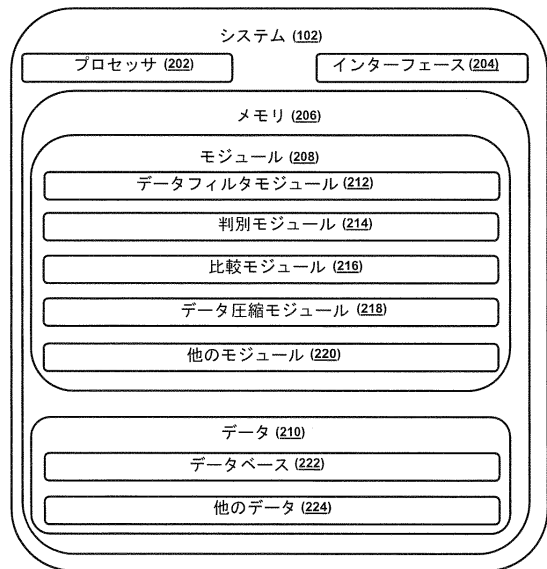 システム (102)
プロセッサ (202)
インターフェース (204)
メモリ (206)
モジュール (208)
データフィルタモジュール (212)
判別モジュール (214)
比較モジュール (216)
データ圧縮モジュール (218)
他のモジュール (220)
データ (210)
データベース (222)
他のデータ (224)